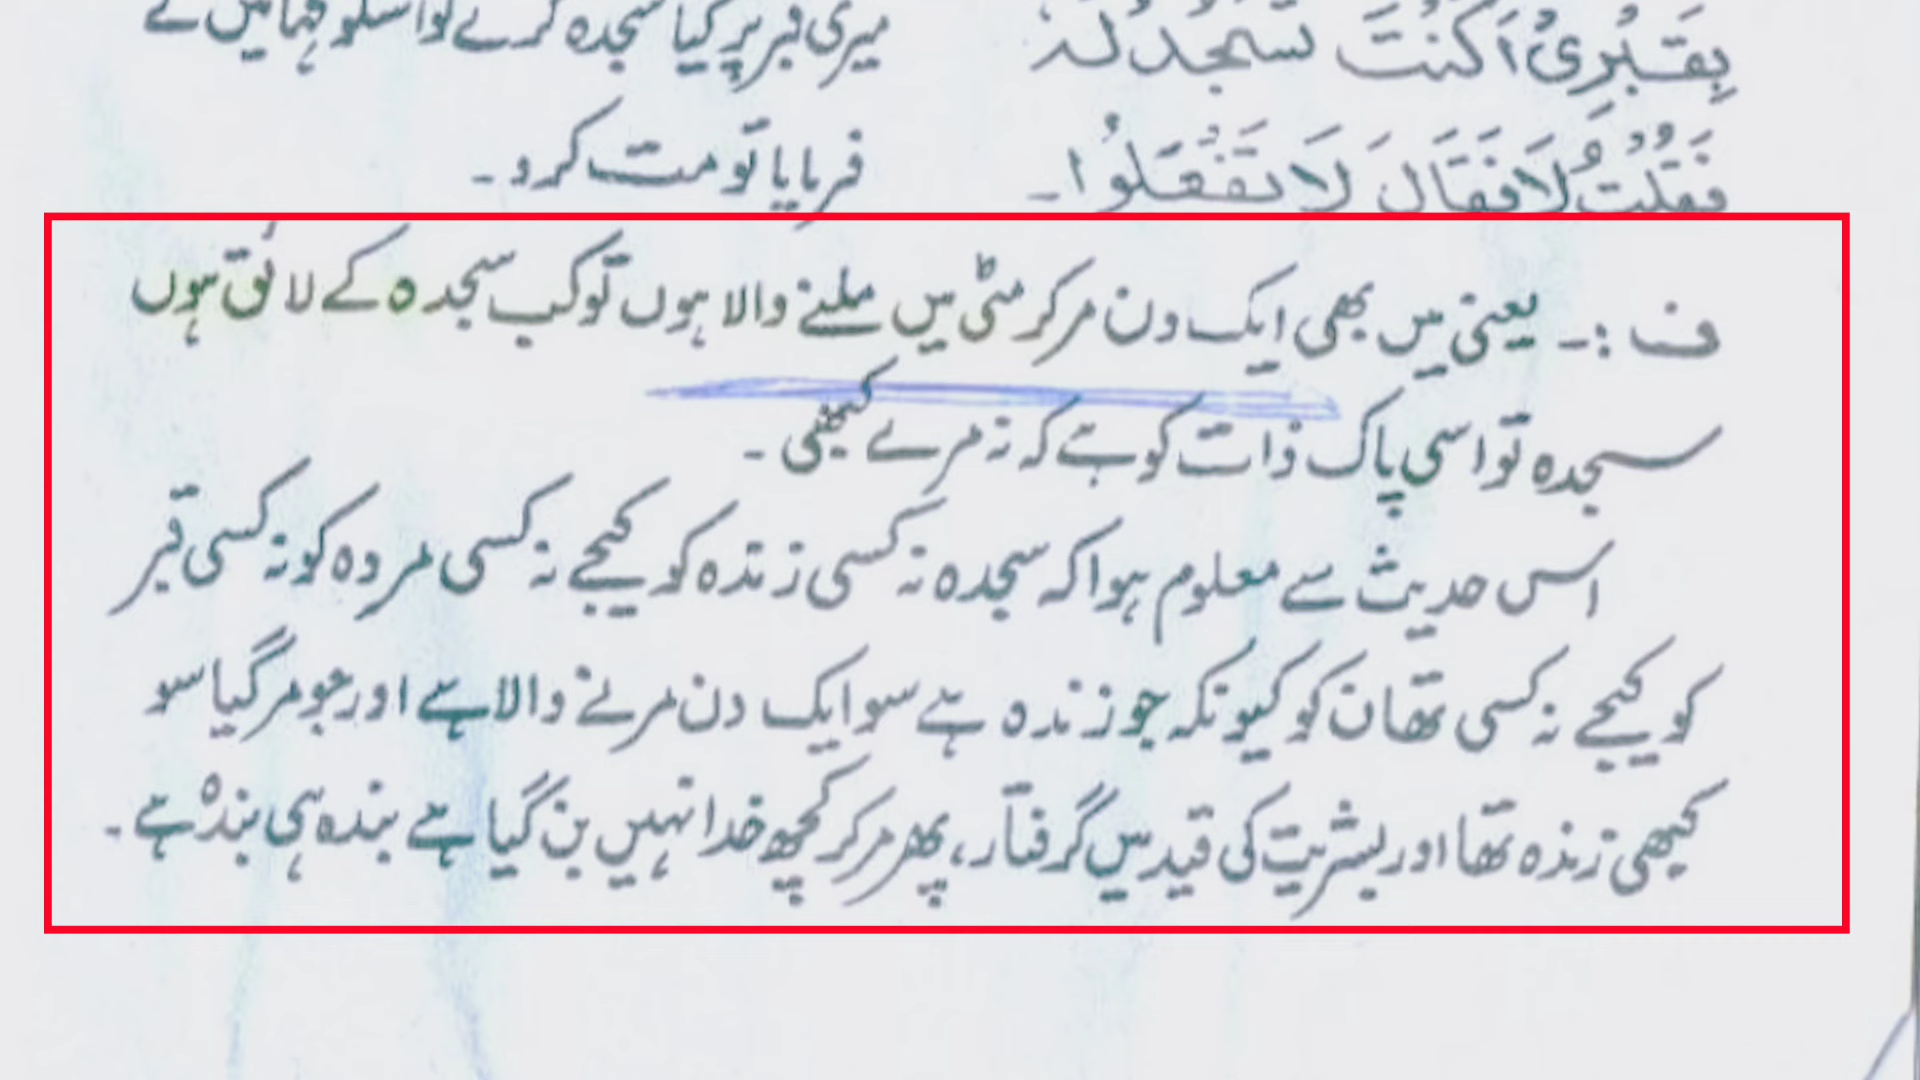 بِقَبْرِیْ اَکُنْتَ تَسْجُدُ لَہٗ میری قبر پر کیا سجدہ کرے تو اسکو
فَقُلْتُ لَا فَقَالَ لَا تَفْعَلُوْا۔ فرمایا تو مت کرو۔
ف :۔ یعنی میں بھی ایک دن مر کر مٹی میں ملنے والا ہوں تو کب سجدہ کے لائق ہوں
سجدہ تو اسی پاک ذات کو ہے کہ نہ مرے کبھی۔
اس حدیث سے معلوم ہوا کہ سجدہ نہ کسی زندہ کو کیجے نہ کسی مردہ کو نہ کسی قبر
کو کیجے نہ کسی تھان کو کیونکہ جو زندہ ہے سو ایک دن مرنے والا ہے اور جو مر گیا سو
کبھی زندہ تھا اور بشریت کی قید میں گرفتار، پھر مر کر کچھ خدا نہیں بن گیا ہے بندہ ہی بندہ ہے۔